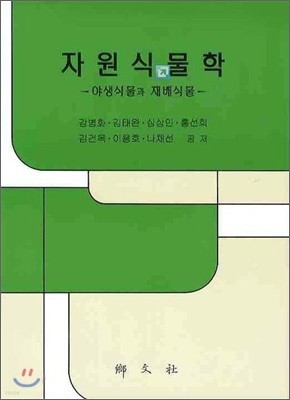 자원식물학
- 야생식물과 재배식물 -
강병화 · 김태완 · 심상인 · 홍선희
김건옥 · 이용호 · 나채선 공 저
鄕文社